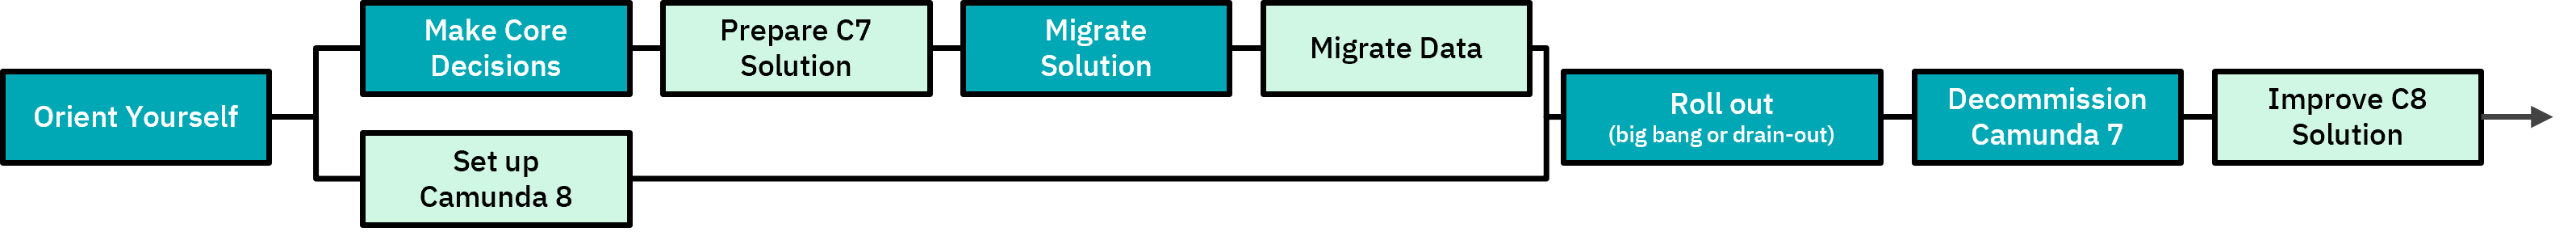 Orient Yourself
Make Core
Decisions
Prepare C7
Solution
Migrate
Solution
Migrate Data
Set up
Camunda 8
Roll out
(big bang or drain-out)
Decommission
Camunda 7
Improve C8
Solution